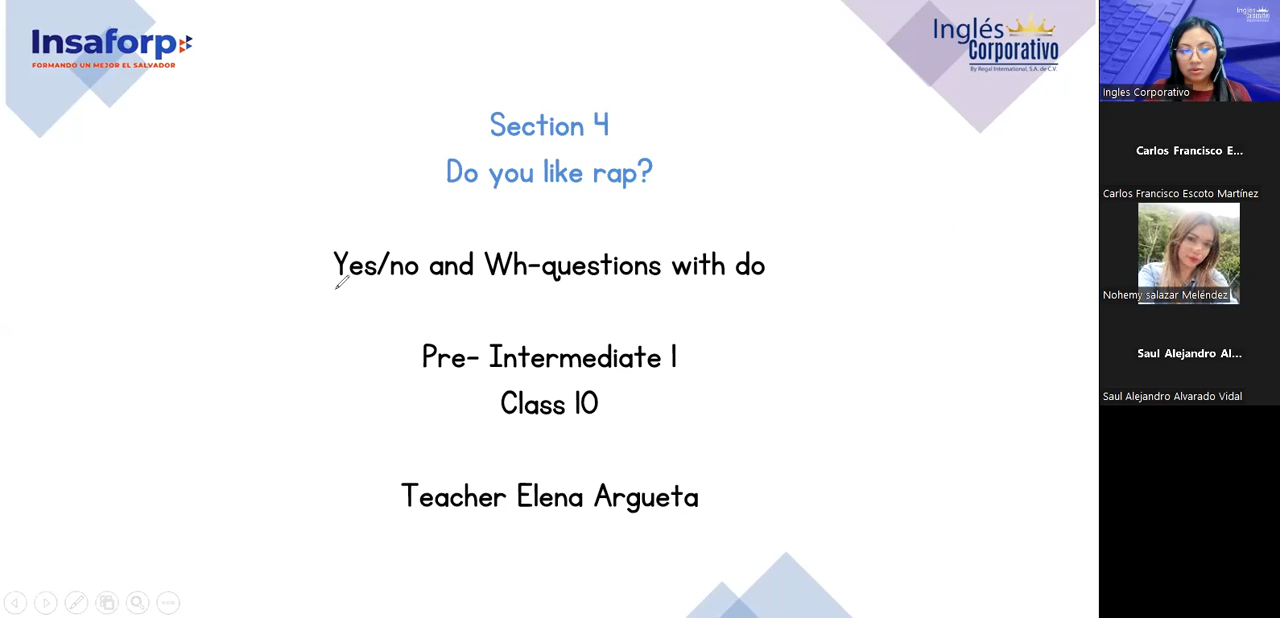 Insaforp
FORMANDO UN MEJOR EL SALVADOR
Inglés
Corporativo
By Regal International, S.A. de C.V.
Section 4
Do you like rap?
Yes/no and Wh-questions with do
Pre- Intermediate 1
Class 10
Teacher Elena Argueta
Ingles Corporativo
Carlos Francisco E...
Carlos Francisco Escoto Martínez
Nohemy salazar Meléndez
Saul Alejandro Al...
Saul Alejandro Alvarado Vidal